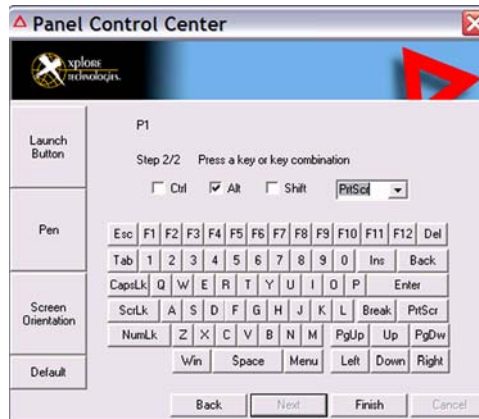 Panel Control Center
xplore
technologies.
Launch
Button
Pen
Screen
Orientation
Default
P1
Step 2/2 Press a key or key combination
Ctrl Alt Shift PrtScr
Esc F1 F2 F3 F4 F5 F6 F7 F8 F9 F10 F11 F12 Del
Tab 1 2 3 4 5 6 7 8 9 0 Ins Back
CapsLk Q W E R T Y U I O P Enter
ScrLk A S D F G H J K L Break PrtScr
NumLk Z X C V B N M PgUp Up PgDw
Win Space Menu Left Down Right
Back Next Finish Cancel